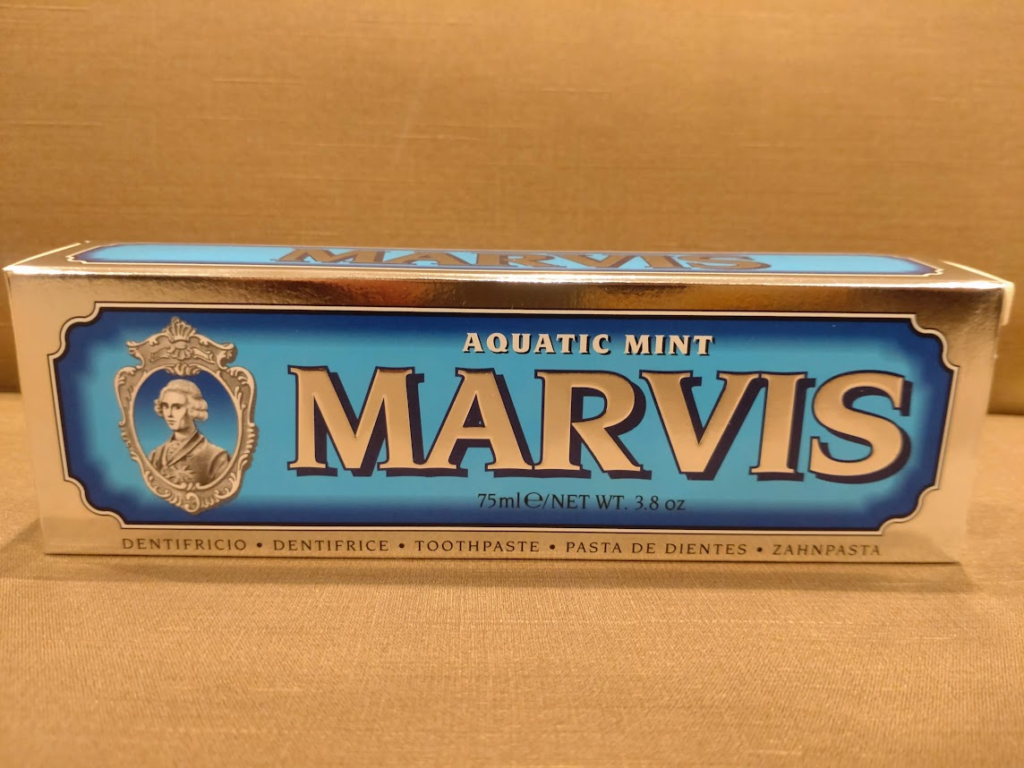 MARVIS
AQUATIC MINT
MARVIS
75ml℮/NET WT. 3.8 oz
DENTIFRICIO • DENTIFRICE • TOOTHPASTE • PASTA DE DIENTES • ZAHNPASTA